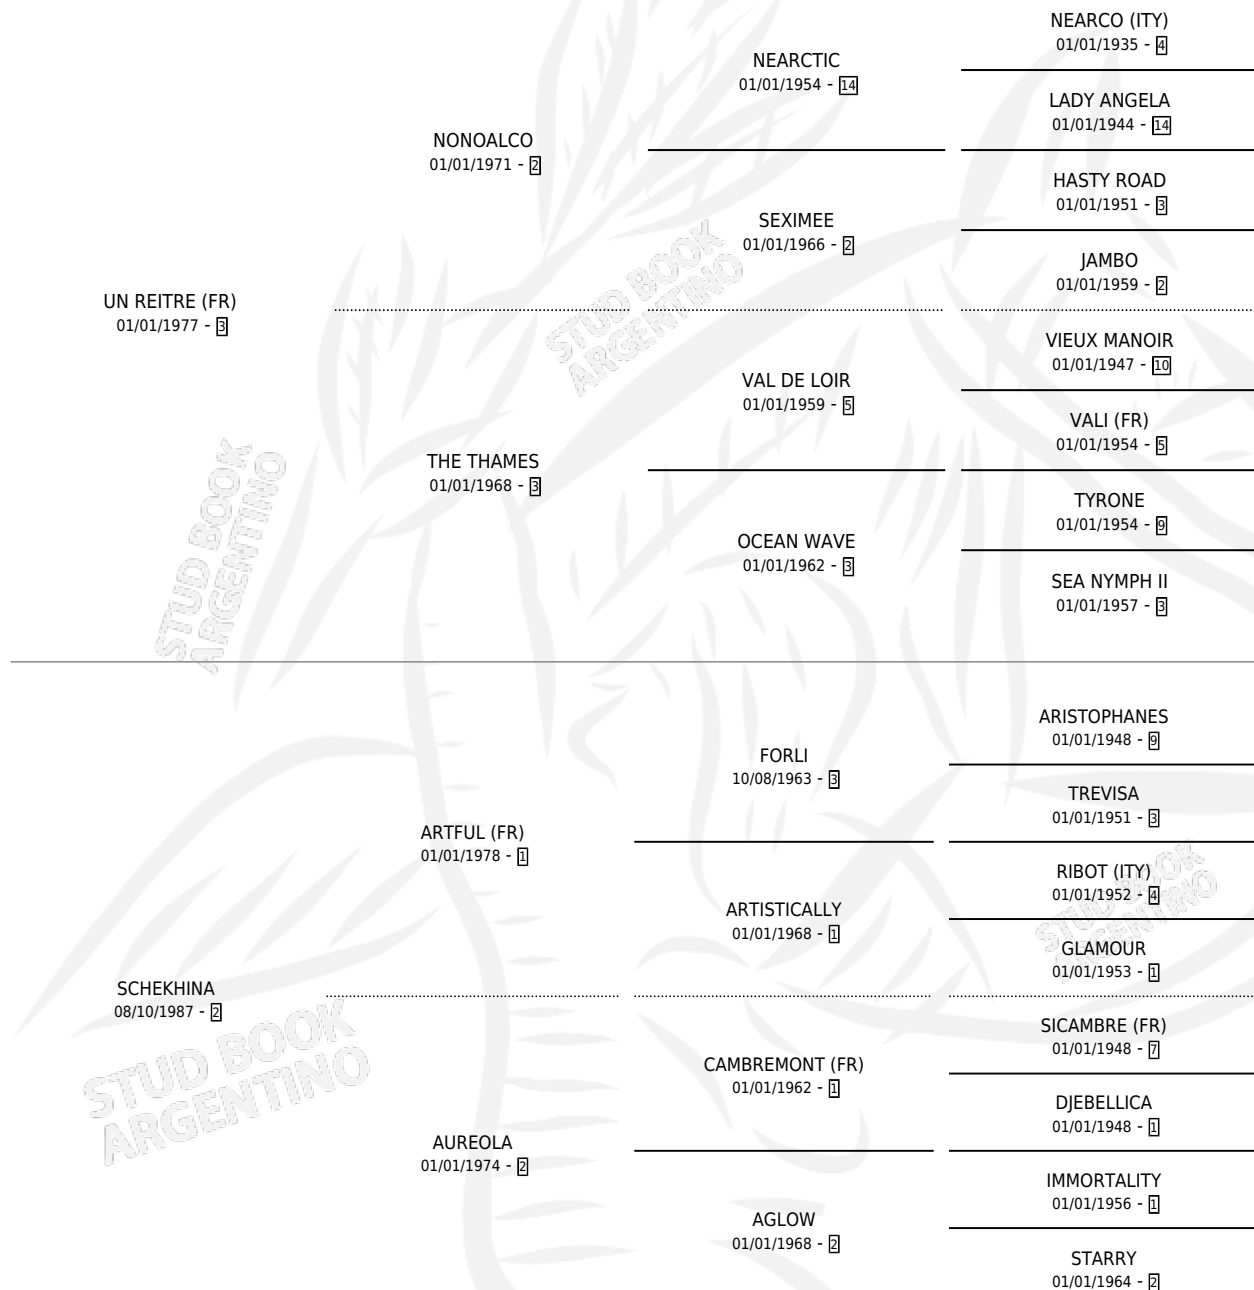 NEARCO (ITY)
01/01/1935 - 4
NEARCTIC
01/01/1954 - 14
LADY ANGELA
01/01/1944 - 14
NONOALCO
01/01/1971 - 2
HASTY ROAD
01/01/1951 - 3
SEXIMEE
01/01/1966 - 2
JAMBO
01/01/1959 - 2
UN REITRE (FR)
01/01/1977 - 3
STUD BOOK
ARGENTINO
VIEUX MANOIR
01/01/1947 - 10
VAL DE LOIR
01/01/1959 - 5
VALI (FR)
01/01/1954 - 5
THE THAMES
01/01/1968 - 3
TYRONE
01/01/1954 - 9
OCEAN WAVE
01/01/1962 - 3
SEA NYMPH II
01/01/1957 - 3
STUD BOOK
ARGENTINO
ARISTOPHANES
01/01/1948 - 9
FORLI
10/08/1963 - 3
TREVISA
01/01/1951 - 3
ARTFUL (FR)
01/01/1978 - 1
RIBOT (ITY)
01/01/1952 - 4
ARTISTICALLY
01/01/1968 - 1
STUD BOOK
ARGENTINO
GLAMOUR
01/01/1953 - 1
SCHEKHINA
08/10/1987 - 2
SICAMBRE (FR)
01/01/1948 - 7
CAMBREMONT (FR)
01/01/1962 - 1
STUD BOOK
ARGENTINO
DJEBELLICA
01/01/1948 - 1
AUREOLA
01/01/1974 - 2
IMMORTALITY
01/01/1956 - 1
AGLOW
01/01/1968 - 2
STARRY
01/01/1964 - 2